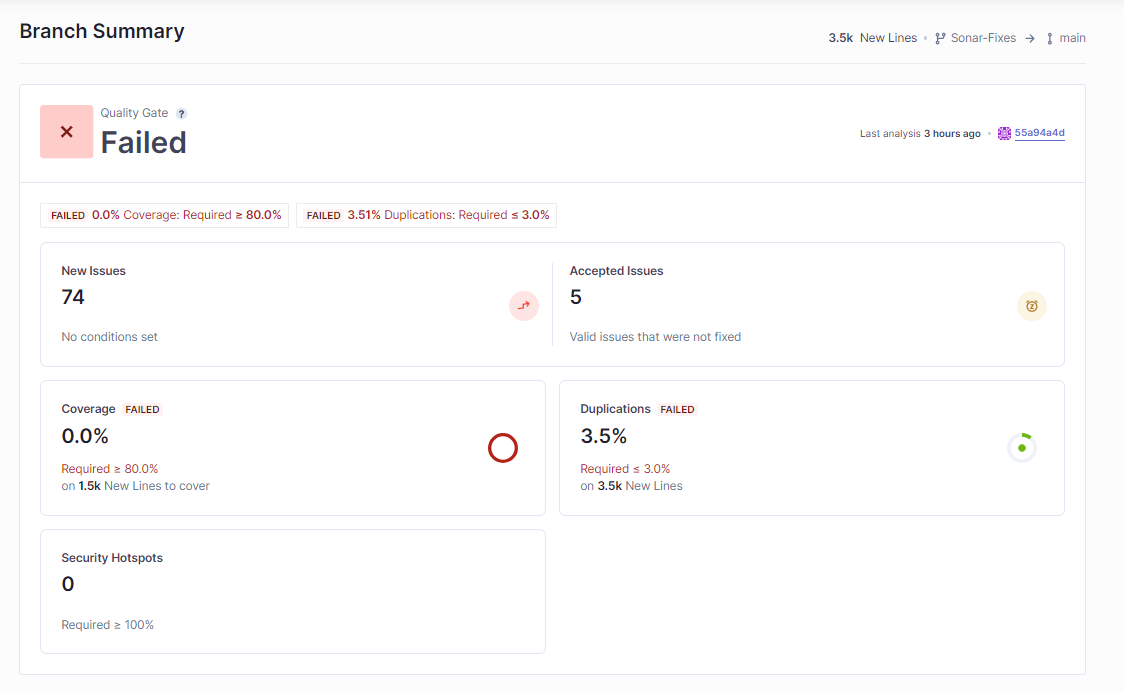 Branch Summary
3.5k New Lines • Sonar-Fixes → main
Quality Gate ?
Failed
Last analysis 3 hours ago • 55a94a4d
FAILED 0.0% Coverage: Required ≥ 80.0%
FAILED 3.51% Duplications: Required ≤ 3.0%
New Issues
74
No conditions set
Accepted Issues
5
Valid issues that were not fixed
Coverage FAILED
0.0%
Required ≥ 80.0%
on 1.5k New Lines to cover
Duplications FAILED
3.5%
Required ≤ 3.0%
on 3.5k New Lines
Security Hotspots
0
Required ≥ 100%